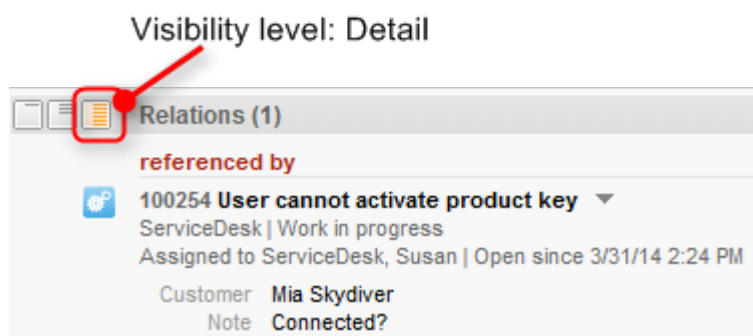 Visibility level: Detail
Relations (1)
referenced by
100254 User cannot activate product key
ServiceDesk | Work in progress
Assigned to ServiceDesk, Susan | Open since 3/31/14 2:24 PM
Customer Mia Skydiver
Note Connected?